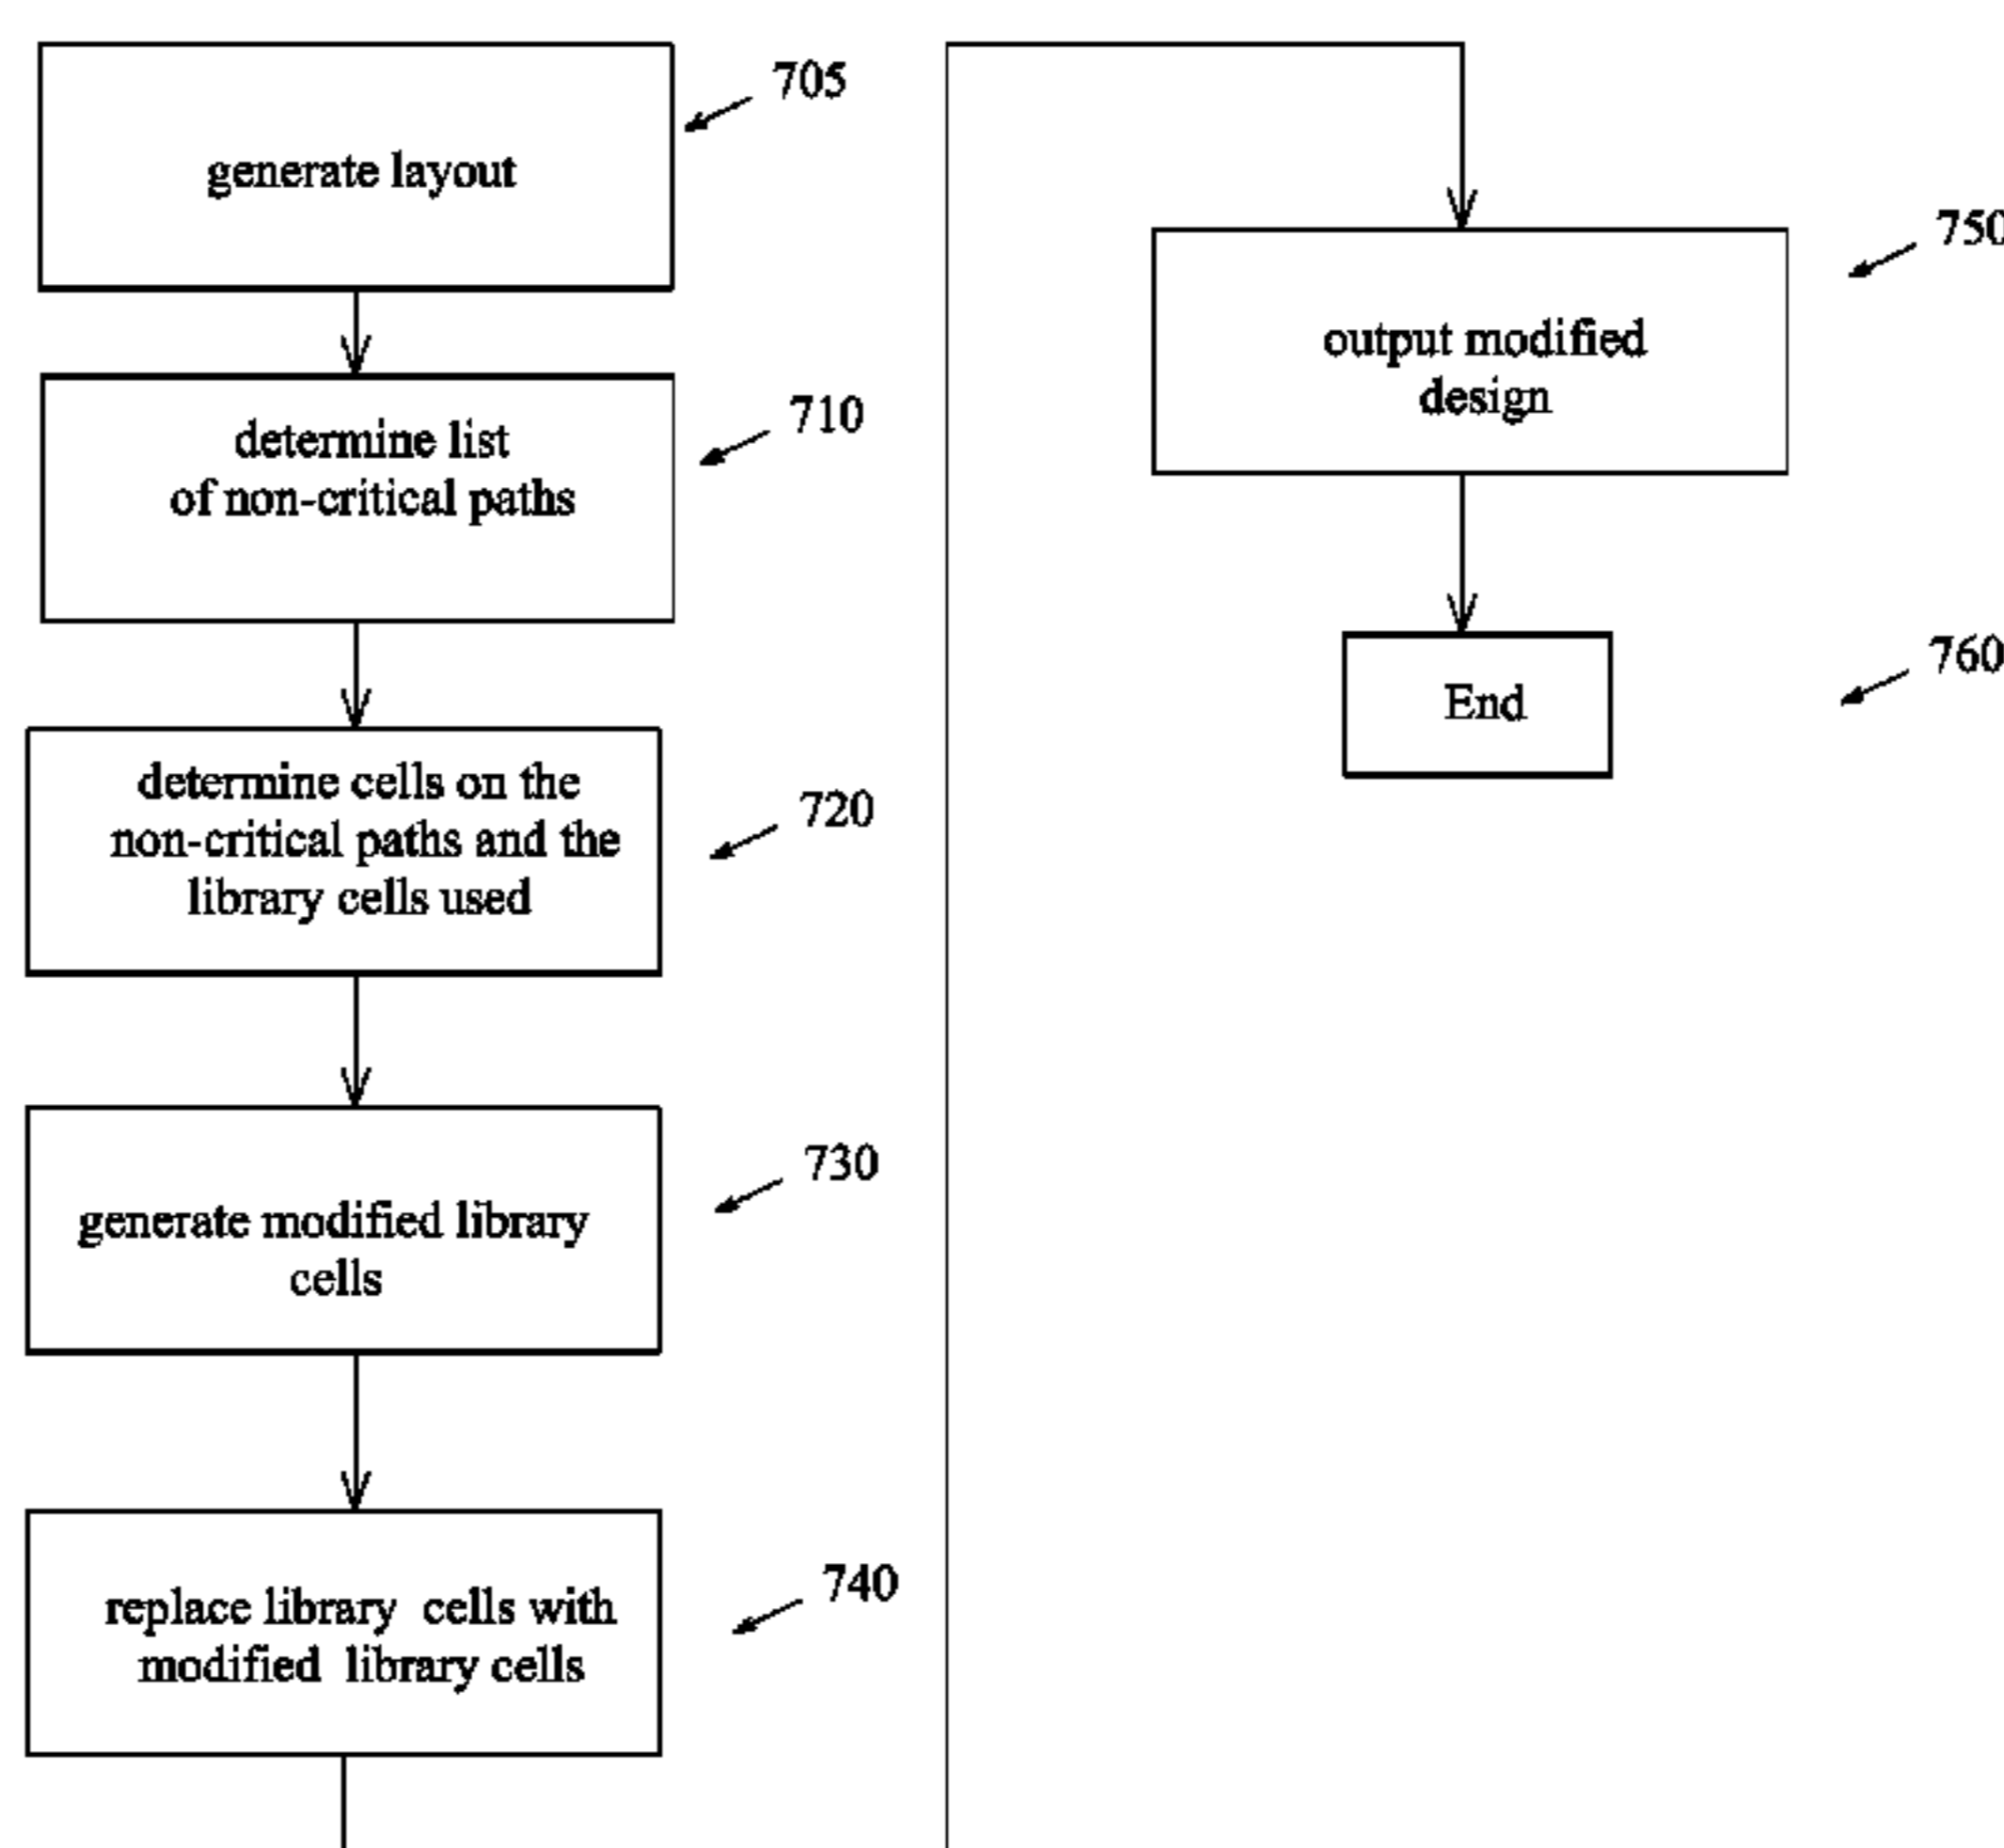 705
generate layout
710
determine list
of non-critical paths
720
determine cells on the
non-critical paths and the
library cells used
730
generate modified library
cells
740
replace library cells with
modified library cells
750
output modified
design
760
End